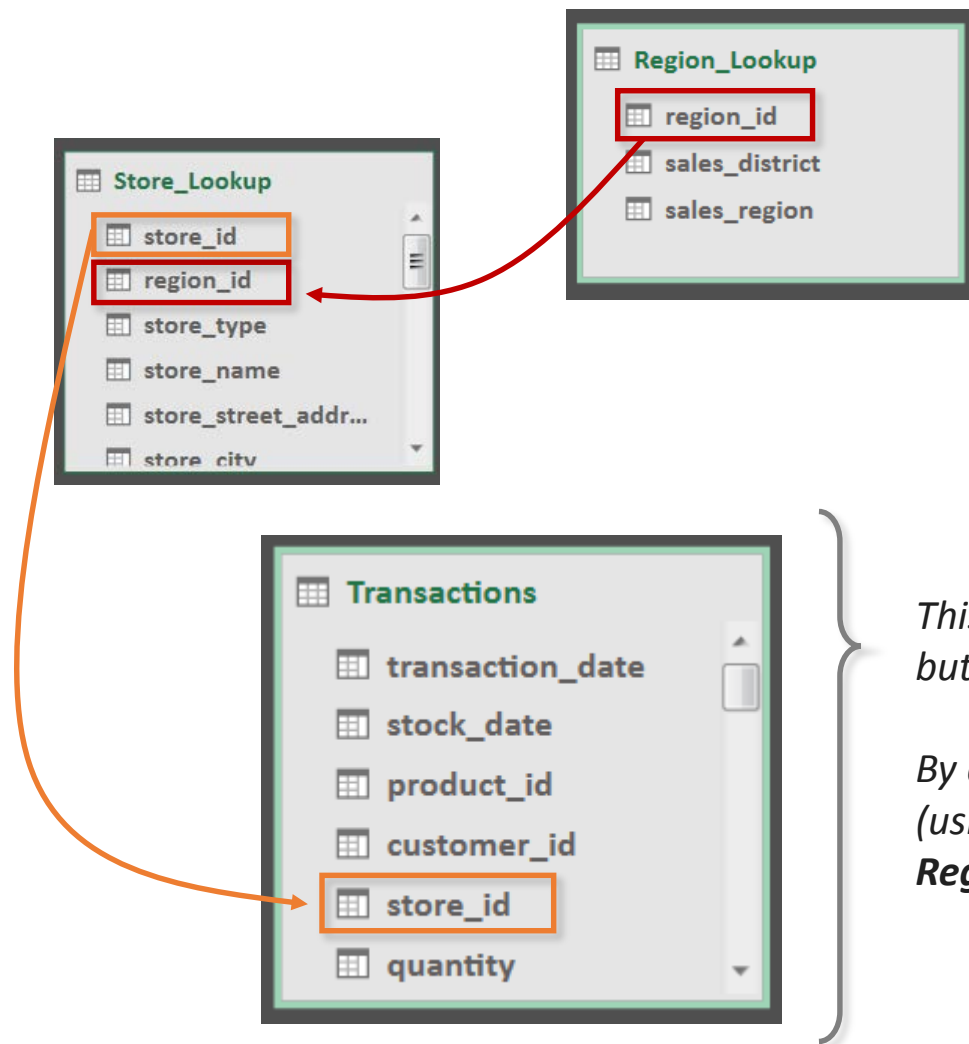 Region_Lookup
region_id
sales_district
sales_region
Store_Lookup
store_id
region_id
store_type
store_name
store_street_addr...
store_city
Transactions
transaction_date
stock_date
product_id
customer_id
store_id
quantity
This
but
By
Reg